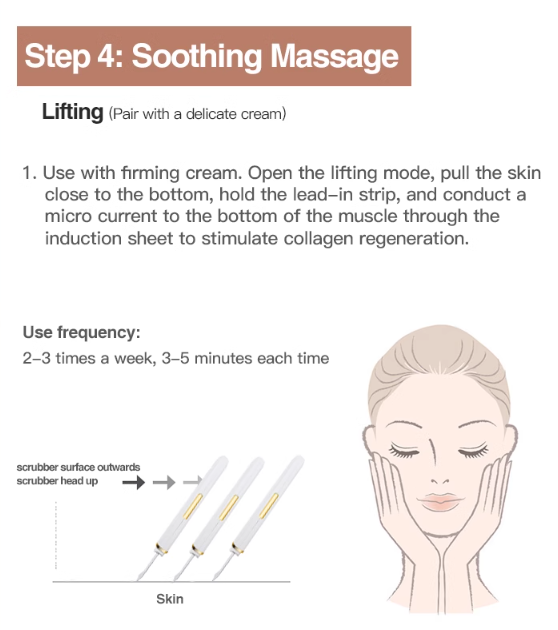 Step 4: Soothing Massage
Lifting (Pair with a delicate cream)
1. Use with firming cream. Open the lifting mode, pull the skin
close to the bottom, hold the lead-in strip, and conduct a
micro current to the bottom of the muscle through the
induction sheet to stimulate collagen regeneration.
Use frequency:
2-3 times a week, 3-5 minutes each time
scrubber surface outwards
scrubber head up
Skin